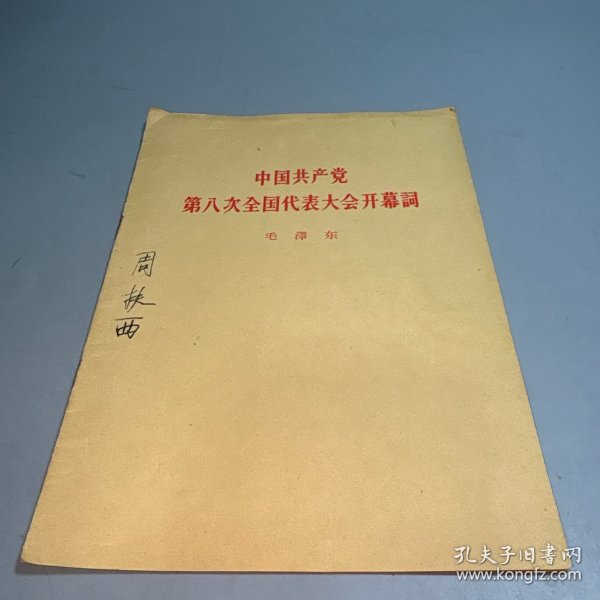 中国共产党
第八次全国代表大会开幕詞
毛澤东
周扶西
孔夫子旧書网
www.kongfz.com